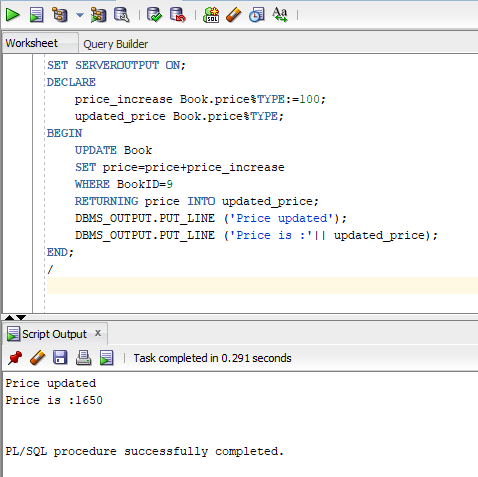 SQL
Aa
Worksheet
Query Builder
SET SERVEROUTPUT ON;
DECLARE
    price_increase Book.price%TYPE:=100;
    updated_price Book.price%TYPE;
BEGIN
    UPDATE Book
    SET price=price+price_increase
    WHERE BookID=9
    RETURNING price INTO updated_price;
    DBMS_OUTPUT.PUT_LINE ('Price updated');
    DBMS_OUTPUT.PUT_LINE ('Price is :'|| updated_price);
END;
/
Script Output x
Task completed in 0.291 seconds
Price updated
Price is :1650
PL/SQL procedure successfully completed.